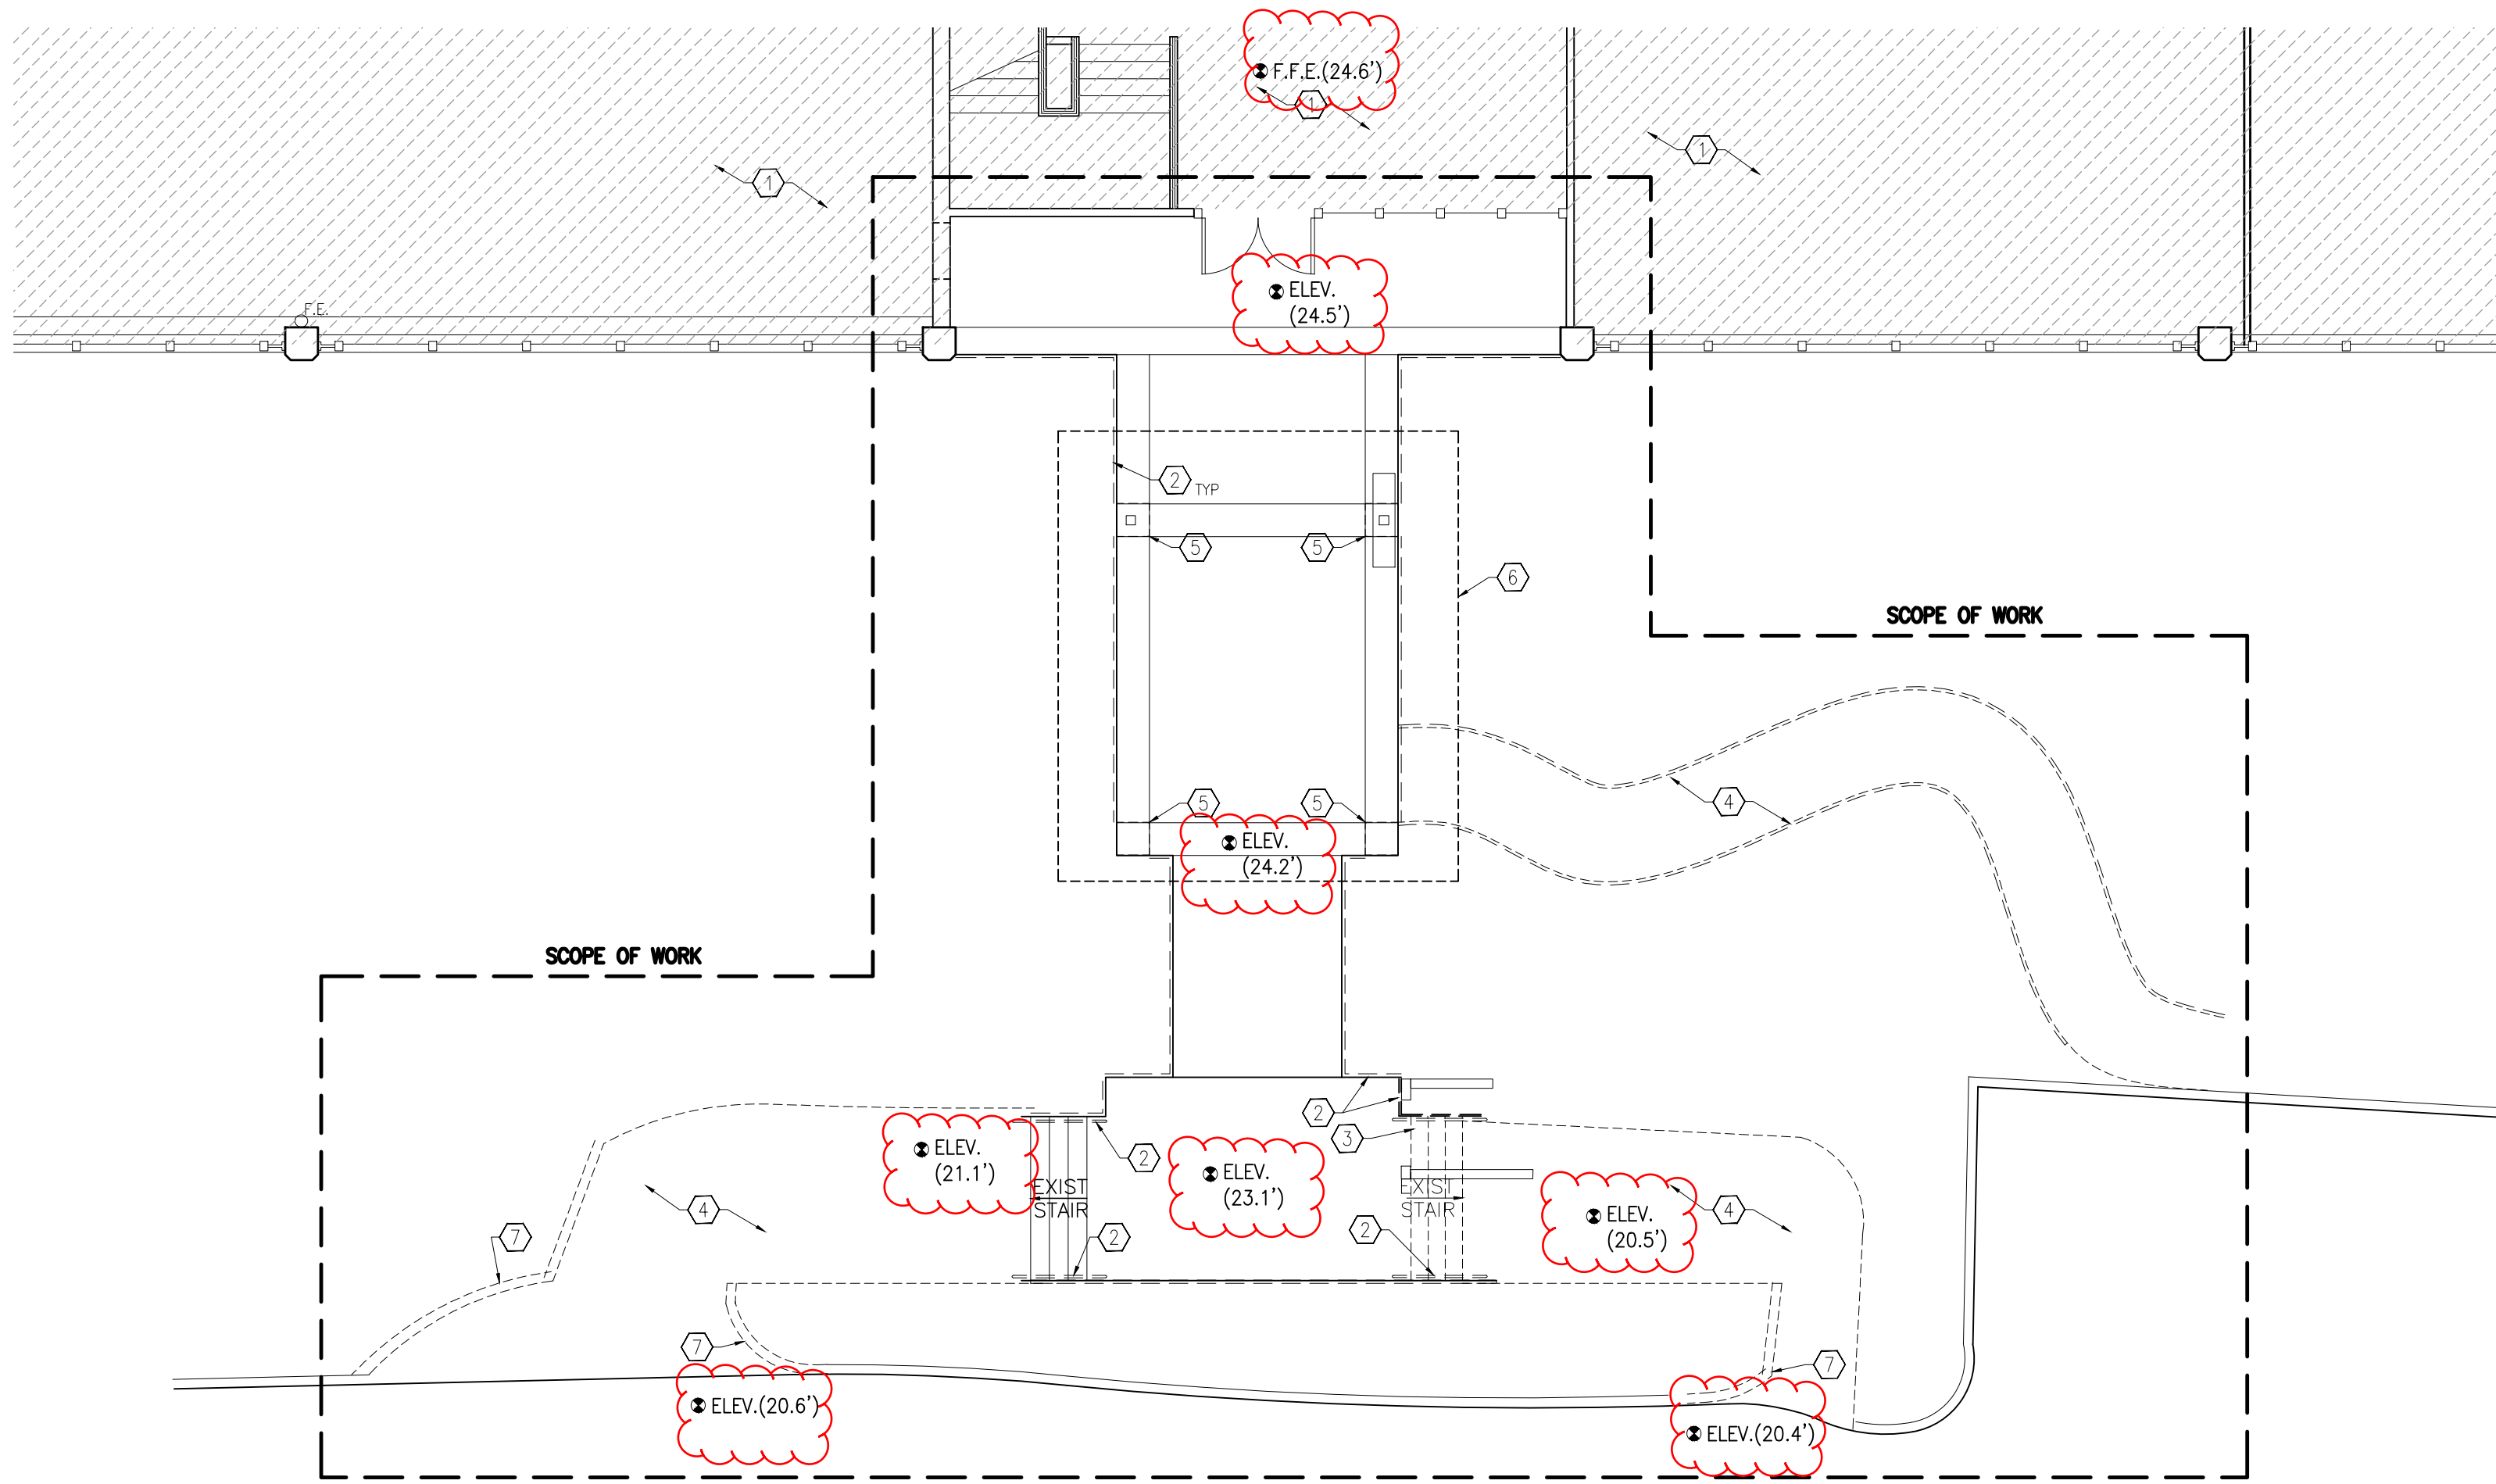 F.F.E.(24.6')
1
1
1
ELEV.
(24.5')
F.E.
2
TYP
5
5
6
SCOPE OF WORK
5
5
4
ELEV.
(24.2')
SCOPE OF WORK
2
3
ELEV.
(21.1')
2
ELEV.
(23.1')
EXIST
STAIR
EXIST
STAIR
4
4
ELEV.
(20.5')
7
2
2
7
7
ELEV.(20.6')
ELEV.(20.4')